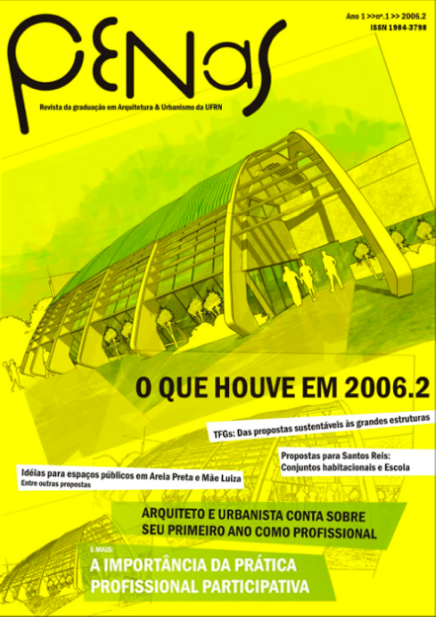 PENas
Ano 1 >>nº.1 >> 2006.2
ISSN 1984-3798
Revista da graduação em Arquitetura & Urbanismo da UFRN
O QUE HOUVE EM 2006.2
TFGs: Das propostas sustentáveis às grandes estruturas
Propostas para Santos Reis:
Conjuntos habitacionais e Escola
Idéias para espaços públicos em Areia Preta e Mãe Luiza
Entre outras propostas
ARQUITETO E URBANISTA CONTA SOBRE
SEU PRIMEIRO ANO COMO PROFISSIONAL
E MAIS:
A IMPORTÂNCIA DA PRÁTICA
PROFISSIONAL PARTICIPATIVA